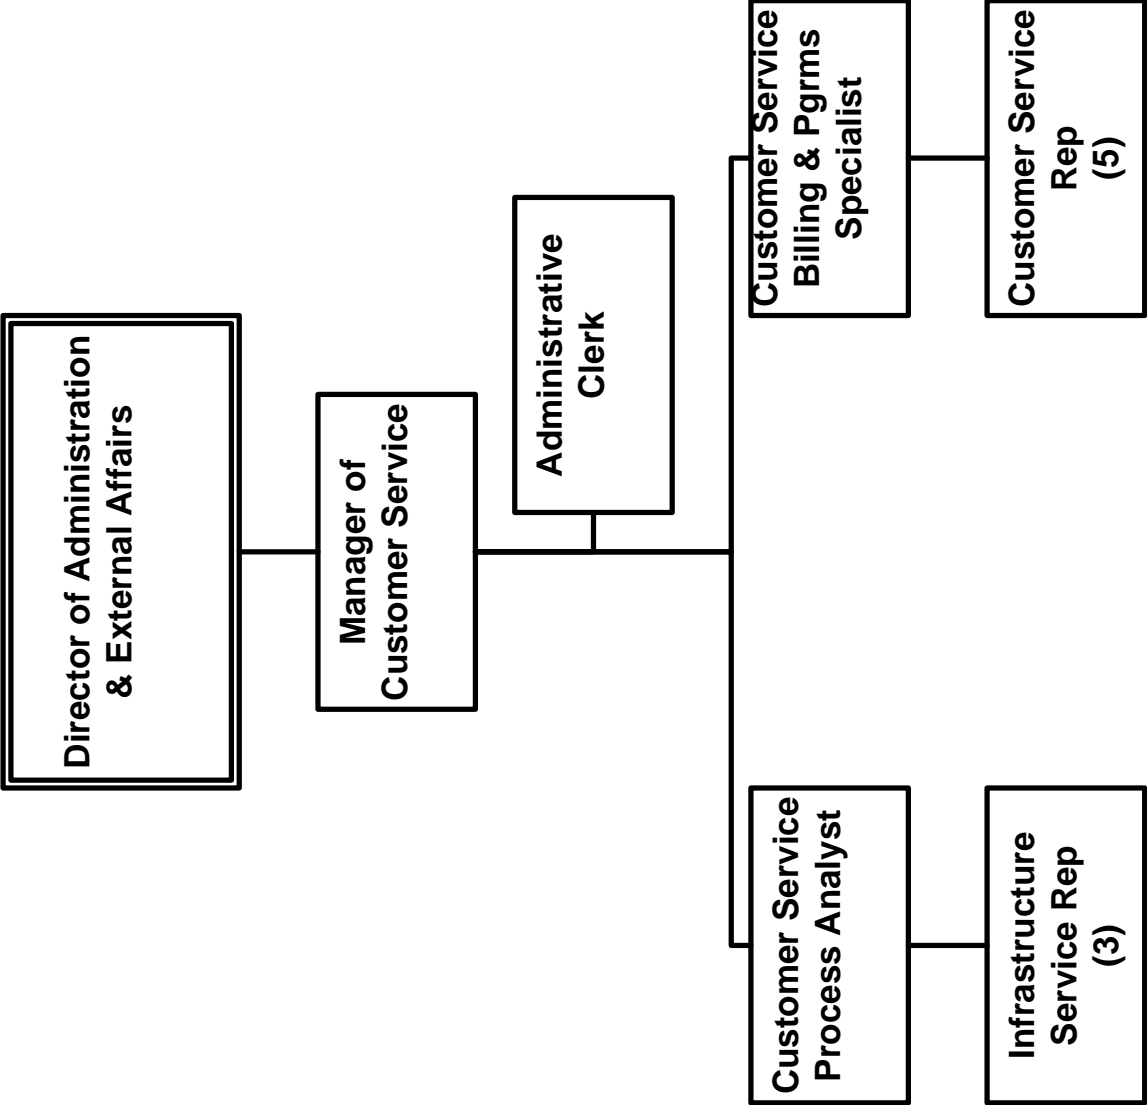 Director of Administration
& External Affairs
Manager of
Customer Service
Administrative
Clerk
Customer Service
Process Analyst
Customer Service
Billing & Pgrms
Specialist
Infrastructure
Service Rep
(3)
Customer Service
Rep
(5)